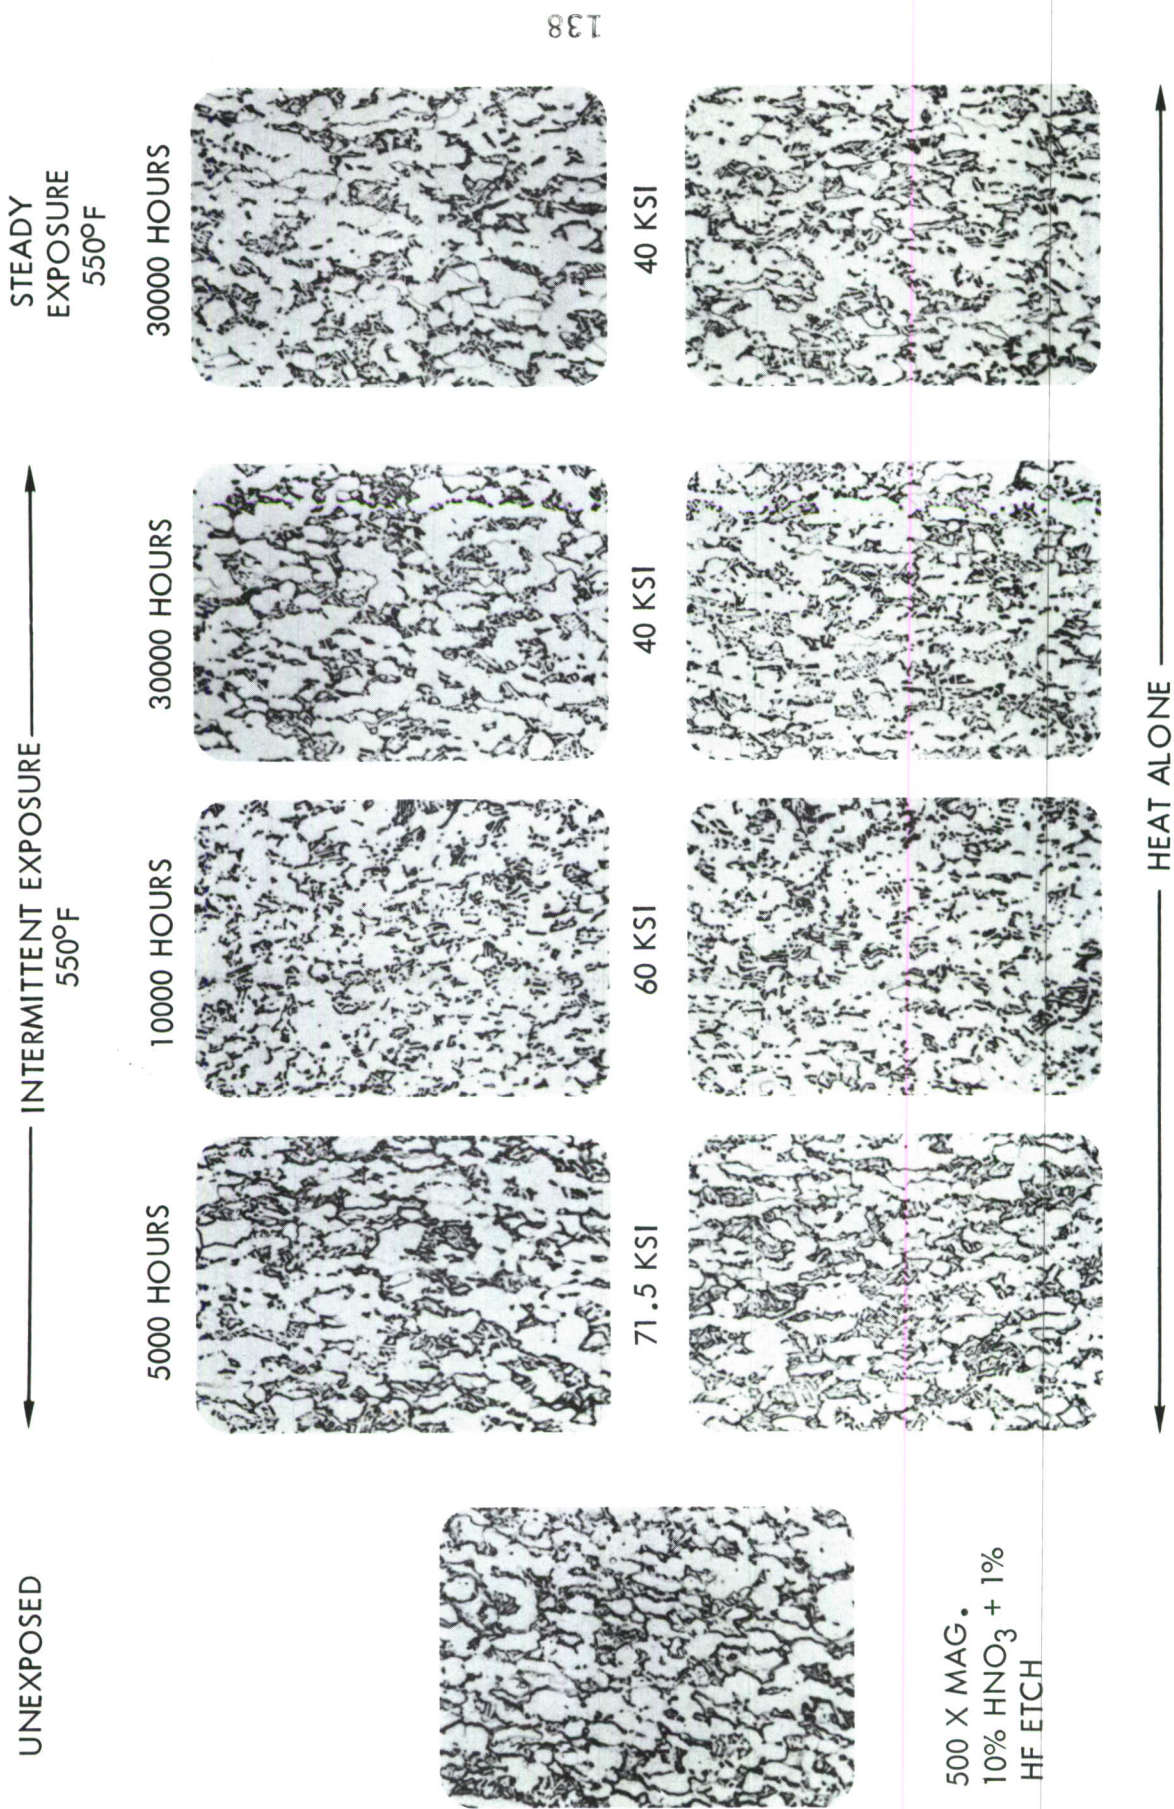 UNEXPOSED
INTERMITTENT EXPOSURE
550°F
STEADY
EXPOSURE
550°F
5000 HOURS
10000 HOURS
30000 HOURS
30000 HOURS
71.5 KSI
60 KSI
40 KSI
40 KSI
500 X MAG.
10% HNO3 + 1%
HF ETCH
HEAT ALONE
138